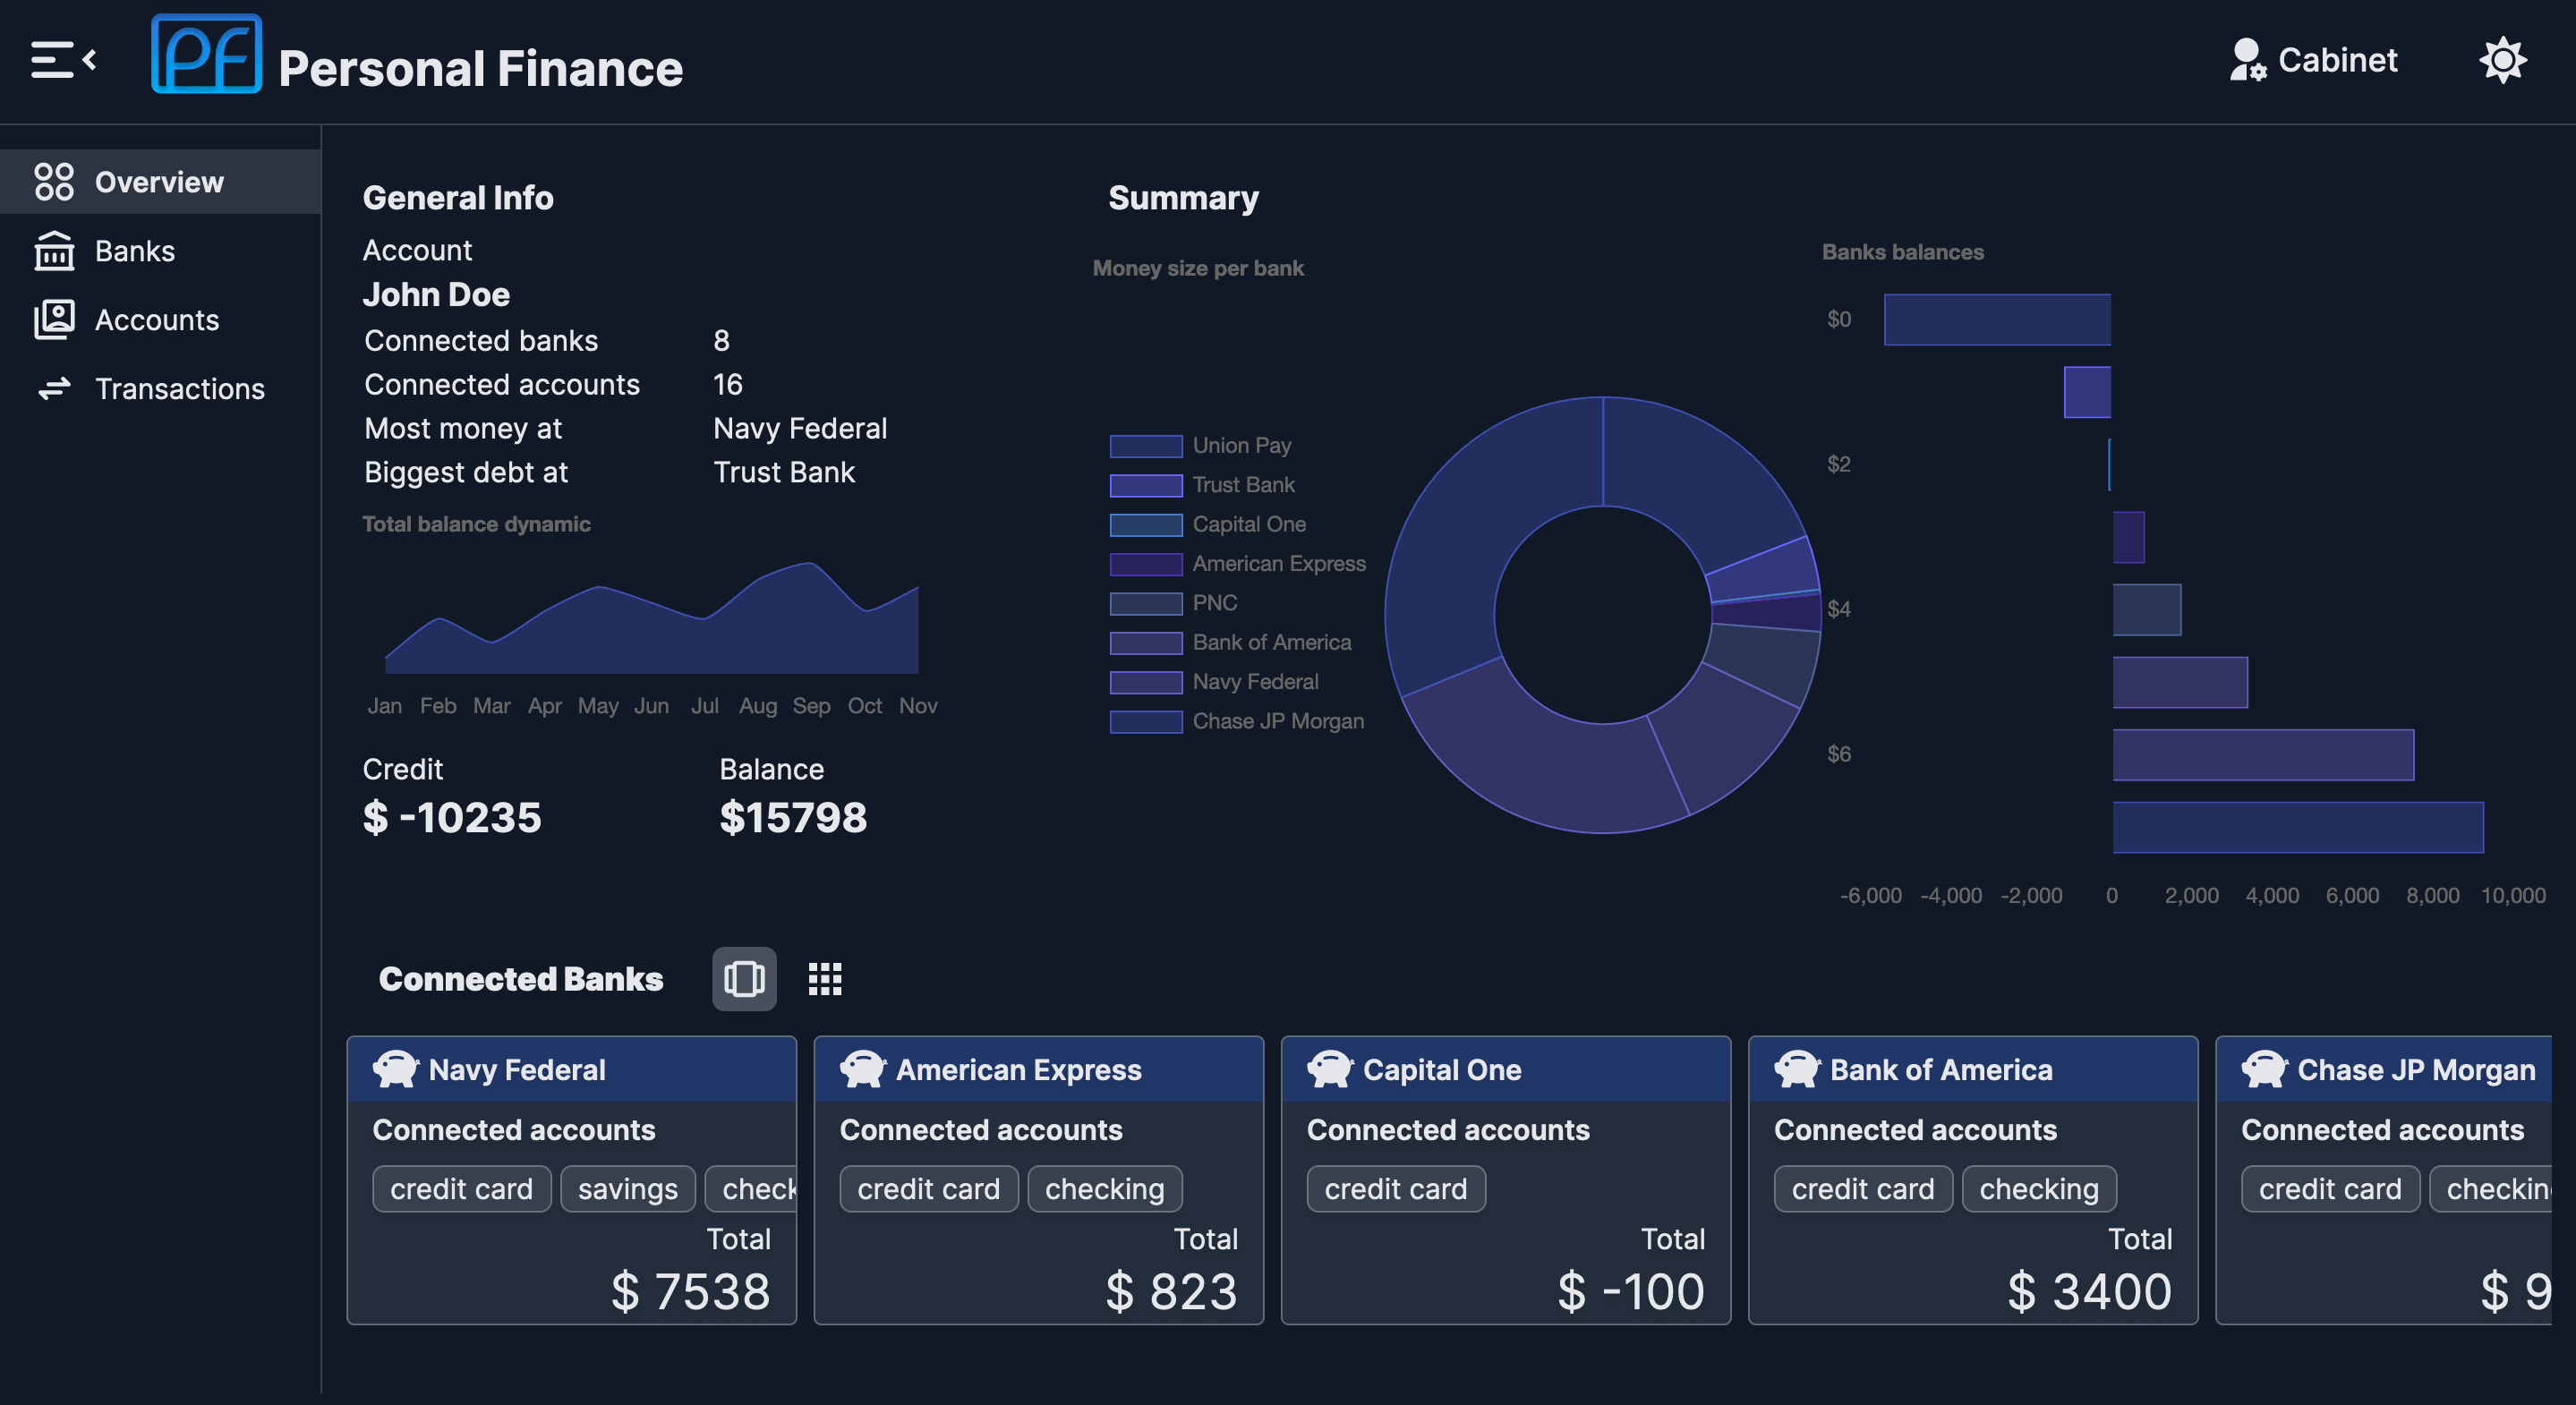 PF Personal Finance
Cabinet
Overview
Banks
Accounts
Transactions
General Info
Account
John Doe
Connected banks 8
Connected accounts 16
Most money at Navy Federal
Biggest debt at Trust Bank
Total balance dynamic
Jan Feb Mar Apr May Jun Jul Aug Sep Oct Nov
Credit
$ -10235
Balance
$15798
Summary
Money size per bank
Union Pay
Trust Bank
Capital One
American Express
PNC
Bank of America
Navy Federal
Chase JP Morgan
Banks balances
$0
$2
$4
$6
-6,000 -4,000 -2,000 0 2,000 4,000 6,000 8,000 10,000
Connected Banks
Navy Federal
Connected accounts
credit card savings check
Total
$ 7538
American Express
Connected accounts
credit card checking
Total
$ 823
Capital One
Connected accounts
credit card
Total
$ -100
Bank of America
Connected accounts
credit card checking
Total
$ 3400
Chase JP Morgan
Connected accounts
credit card checkin
$ 9